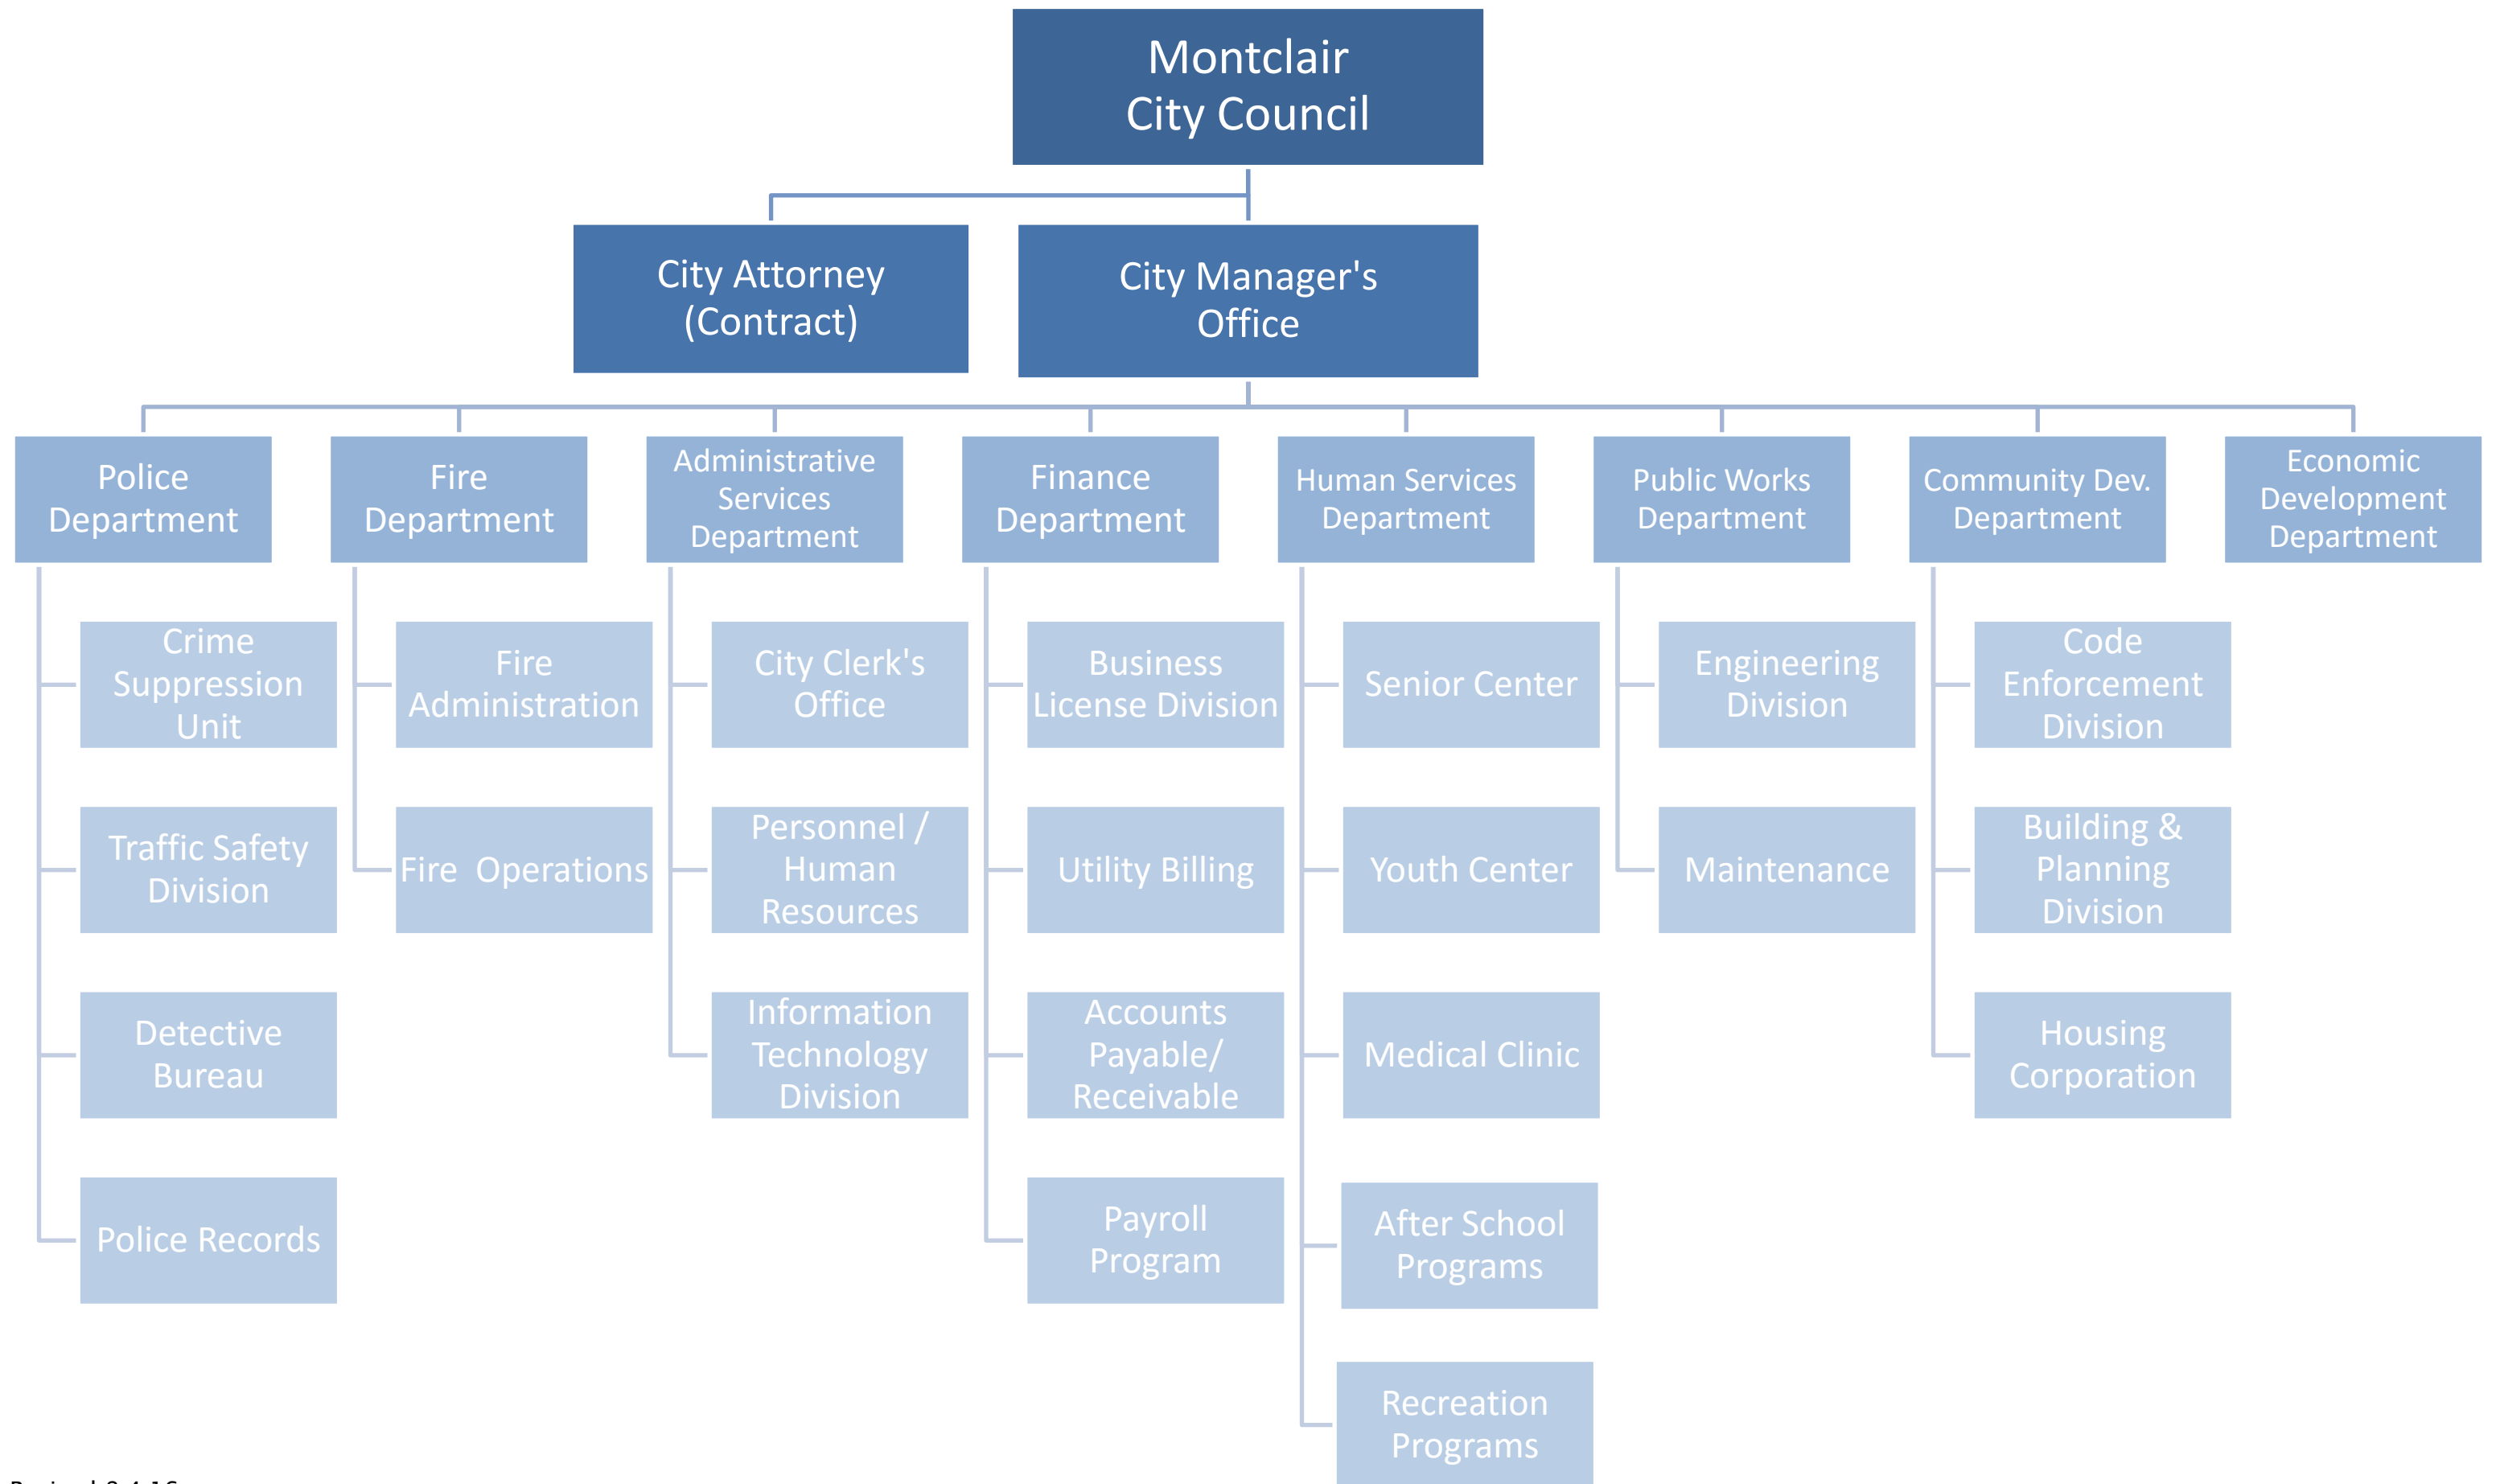 Montclair
City Council
City Attorney
(Contract)
City Manager's
Office
Police
Department
Fire
Department
Administrative
Services
Department
Finance
Department
Human Services
Department
Public Works
Department
Community Dev.
Department
Economic
Development
Department
Crime
Suppression
Unit
Traffic Safety
Division
Detective
Bureau
Police Records
Fire
Administration
Fire  Operations
City Clerk's
Office
Personnel /
Human
Resources
Information
Technology
Division
Business
License Division
Utility Billing
Accounts
Payable/
Receivable
Payroll
Program
Senior Center
Youth Center
Medical Clinic
After School
Programs
Recreation
Programs
Engineering
Division
Maintenance
Code
Enforcement
Division
Building &
Planning
Division
Housing
Corporation